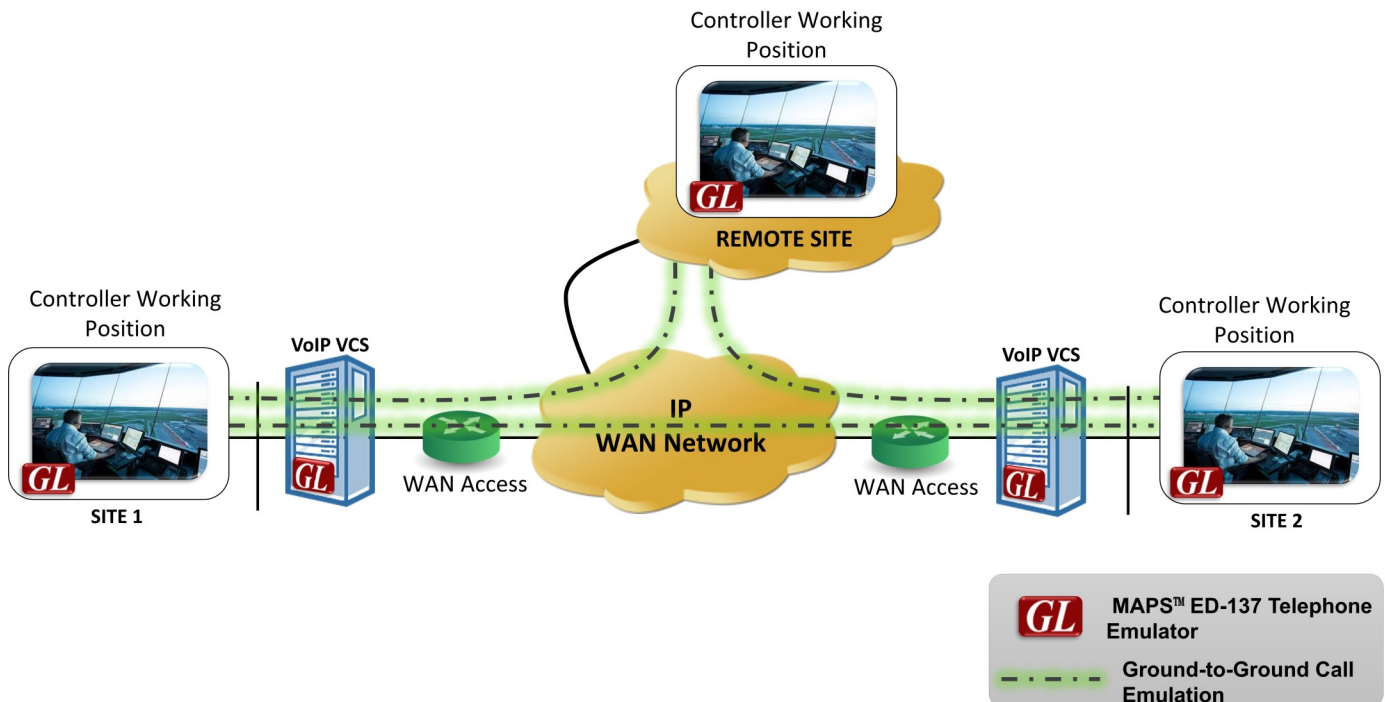 Controller Working
Position
GL
REMOTE SITE
Controller Working
Position
GL
SITE 1
VoIP VCS
GL
WAN Access
IP
WAN Network
WAN Access
VoIP VCS
GL
Controller Working
Position
GL
SITE 2
GL
MAPS™ ED-137 Telephone
Emulator
Ground-to-Ground Call
Emulation